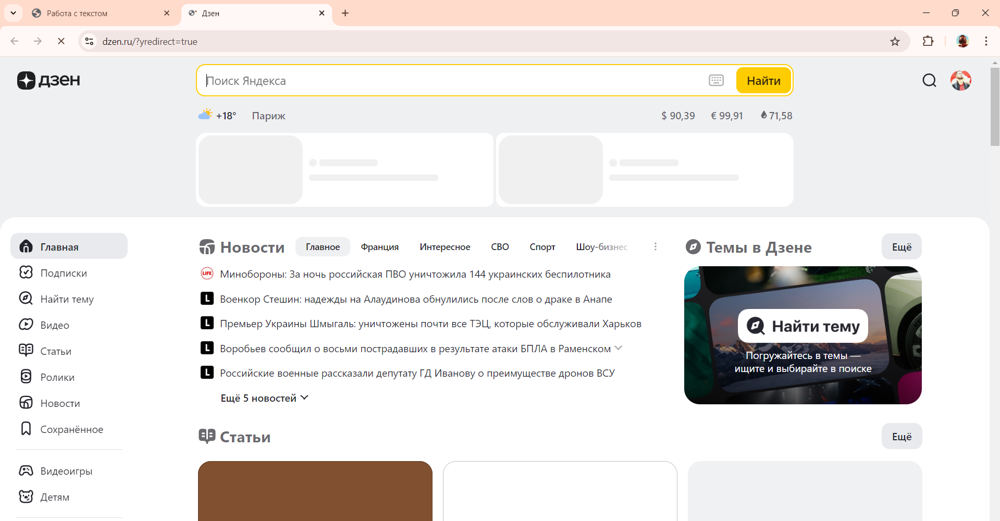 Работа с текстом
Дзен
dzen.ru/?yredirect=true
дзен
Поиск Яндекса
Найти
+18°
Париж
$ 90,39
€ 99,91
71,58
Главная
Подписки
Найти тему
Видео
Статьи
Ролики
Новости
Сохранённое
Видеоигры
Детям
Новости
Главное
Франция
Интересное
СВО
Спорт
Шоу-бизнес
LIFE Минобороны: За ночь российская ПВО уничтожила 144 украинских беспилотника
L Военкор Стешин: надежды на Алаудинова обнулились после слов о драке в Анапе
L Премьер Украины Шмыгаль: уничтожены почти все ТЭЦ, которые обслуживали Харьков
L Воробьев сообщил о восьми пострадавших в результате атаки БПЛА в Раменском
L Российские военные рассказали депутату ГД Иванову о преимуществе дронов ВСУ
Ещё 5 новостей
Темы в Дзене
Ещё
Найти тему
Погружайтесь в темы —
ищите и выбирайте в поиске
Статьи
Ещё